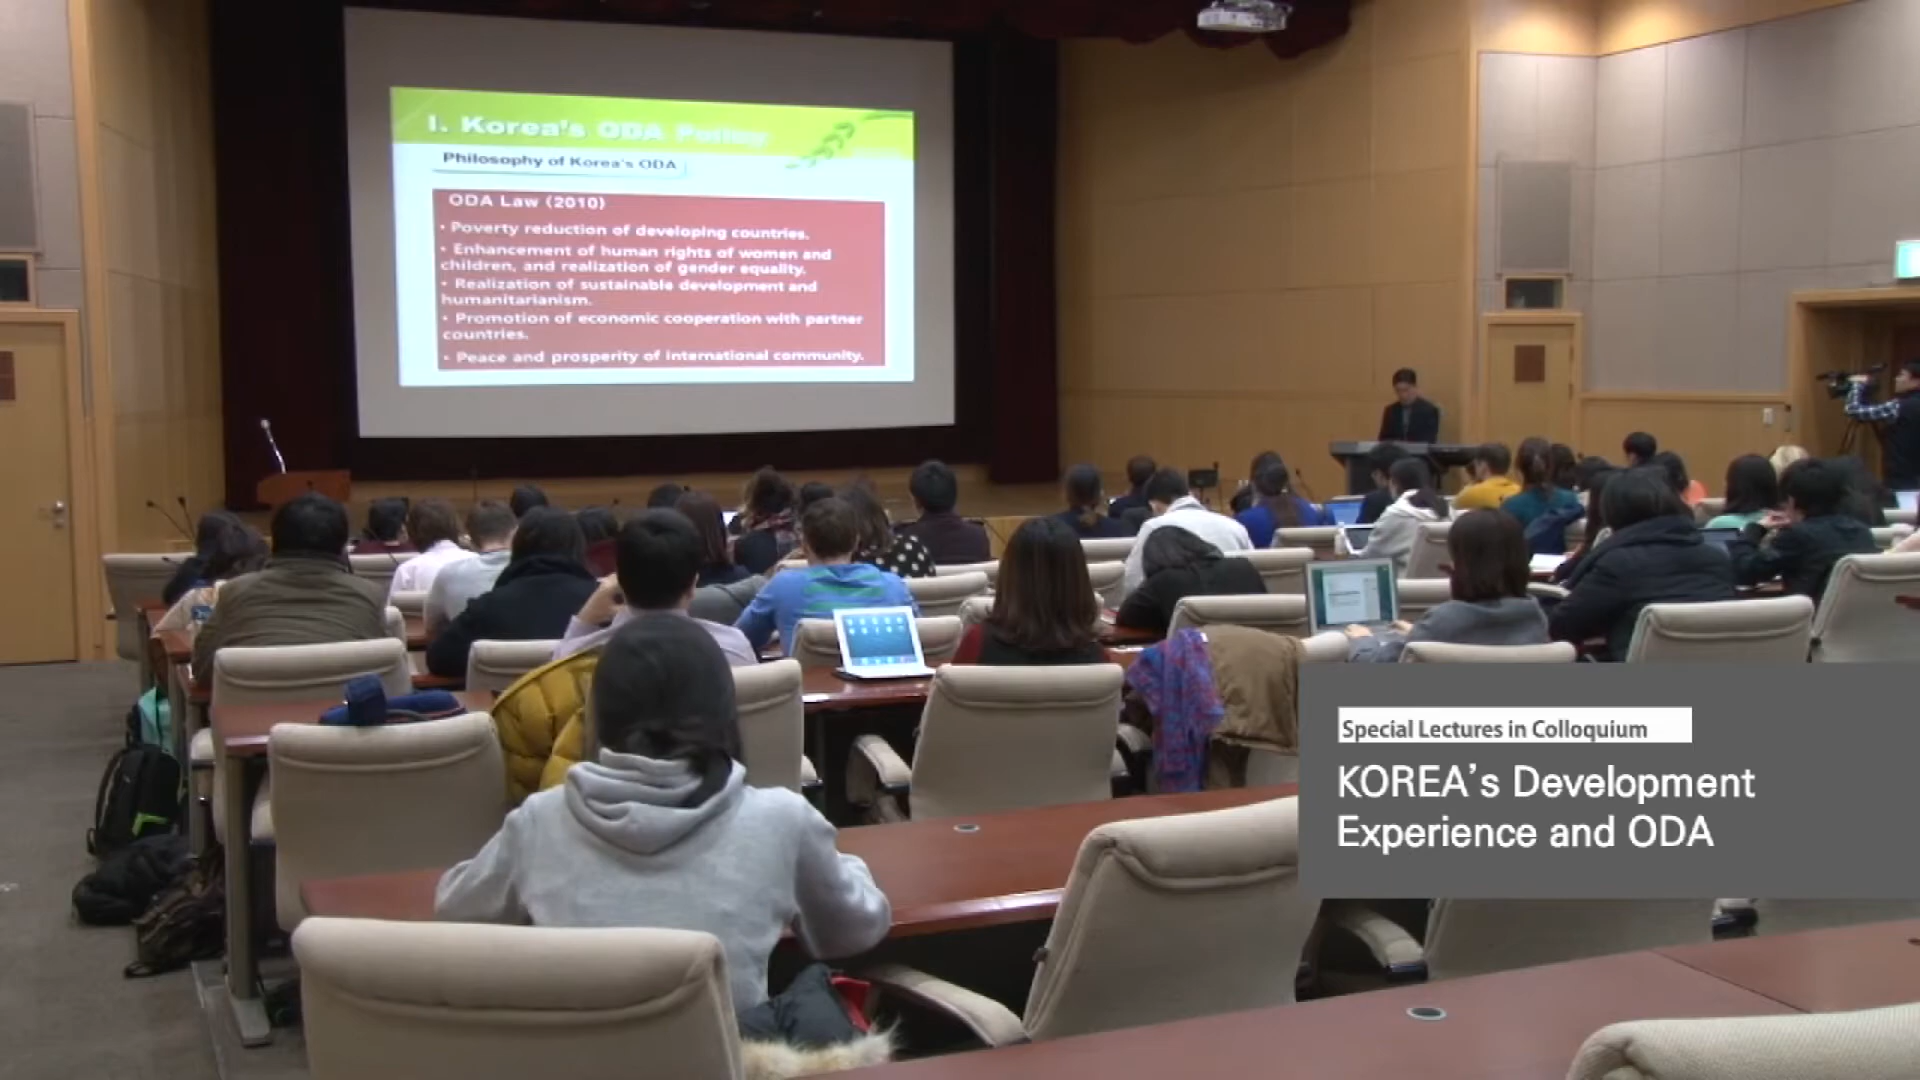 I. Korea's ODA Policy
Philosophy of Korea's ODA
ODA Law (2010)
• Poverty reduction of developing countries.
• Enhancement of human rights of women and
children, and realization of gender equality.
• Realization of sustainable development and
humanitarianism.
• Promotion of economic cooperation with partner
countries.
• Peace and prosperity of International community.
Special Lectures in Colloquium
KOREA's Development
Experience and ODA